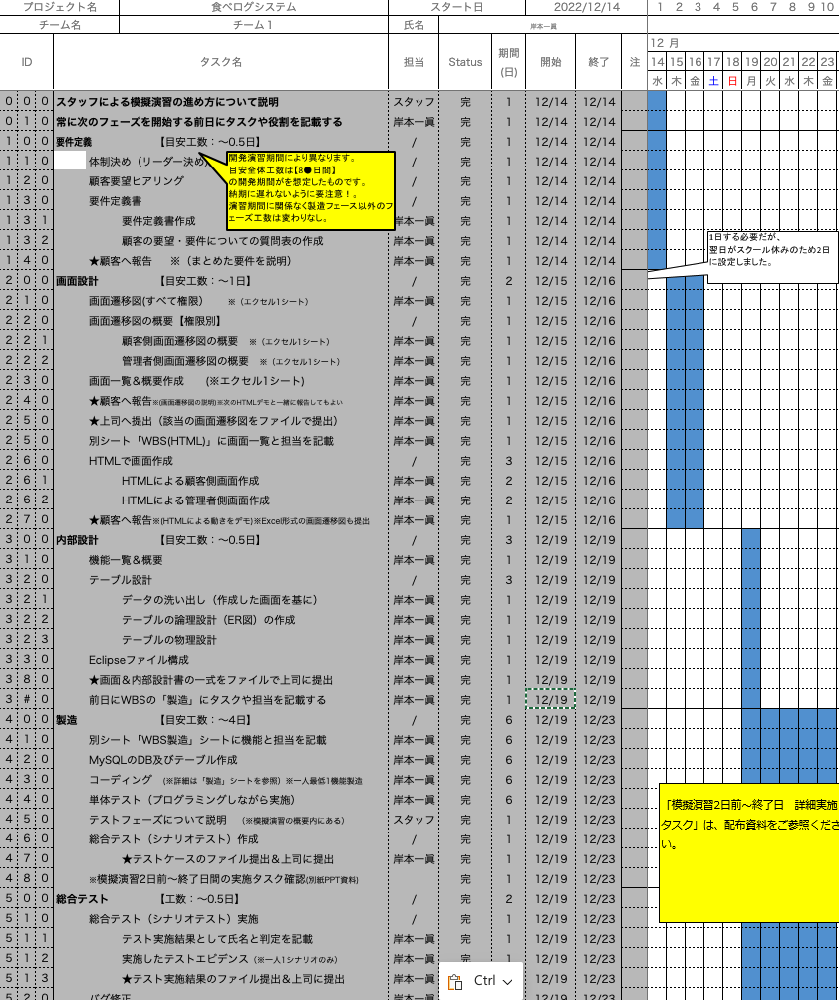 プロジェクト名 食べログシステム スタート日 2022/12/14 1 2 3 4 5 6 7 8 9 10
チーム名 チーム１ 氏名 岸本一眞
12 月
ID タスク名 担当 Status 期間(日) 開始 終了 注 14 15 16 17 18 19 20 21 22 23
水 木 金 土 日 月 火 水 木 金
0 0 0 スタッフによる模擬演習の進め方について説明 スタッフ 完 1 12/14 12/14
0 1 0 常に次のフェーズを開始する前日にタスクや役割を記載する 岸本一眞 完 1 12/14 12/14
1 0 0 要件定義 【目安工数：～0.5日】 / 完 1 12/14 12/14
1 1 0 体制決め（リーダー決め） / 完 1 12/14 12/14
1 2 0 顧客要望ヒアリング / 完 1 12/14 12/14
1 3 0 要件定義書 / 完 1 12/14 12/14
1 3 1 要件定義書作成 岸本一眞 完 1 12/14 12/14
1 3 2 顧客の要望・要件についての質問表の作成 岸本一眞 完 1 12/14 12/14
1 4 0 ★顧客へ報告 ※（まとめた要件を説明） 岸本一眞 完 1 12/14 12/14
開発演習期間により異なります。
目安全体工数は【8●日間】
の開発期間がを想定したものです。
納期に遅れないように要注意！。
演習期間に関係なく製造フェース以外のフ
ェーズ工数は変わりなし。
1日する必要だが、
翌日がスクール休みのため2日
に設定しました。
2 0 0 画面設計 【目安工数：～1日】 / 完 2 12/15 12/16
2 1 0 画面遷移図(すべて権限） ※（エクセル1シート） 岸本一眞 完 1 12/15 12/16
2 2 0 画面遷移図の概要【権限別】 / 完 1 12/15 12/16
2 2 1 顧客側画面遷移図の概要 ※（エクセル1シート） 岸本一眞 完 1 12/15 12/16
2 2 2 管理者側画面遷移図の概要 ※（エクセル1シート） 岸本一眞 完 1 12/15 12/16
2 3 0 画面一覧＆概要作成 (※エクセル1シート) 岸本一眞 完 1 12/15 12/16
2 4 0 ★顧客へ報告※(画面遷移図の説明)※次のHTMLデモと一緒に報告してもよい 岸本一眞 完 1 12/15 12/16
2 5 0 ★上司へ提出（該当の画面遷移図をファイルで提出） 岸本一眞 完 1 12/15 12/16
2 5 0 別シート「WBS(HTML)」に画面一覧と担当を記載 岸本一眞 完 1 12/15 12/16
2 6 0 HTMLで画面作成 / 完 3 12/15 12/16
2 6 1 HTMLによる顧客側画面作成 岸本一眞 完 2 12/15 12/16
2 6 2 HTMLによる管理者側画面作成 岸本一眞 完 2 12/15 12/16
2 7 0 ★顧客へ報告※(HTMLによる動きをデモ)※Excel形式の画面遷移図も提出 岸本一眞 完 1 12/15 12/16
3 0 0 内部設計 【目安工数：～0.5日】 / 完 3 12/19 12/19
3 1 0 機能一覧＆概要 岸本一眞 完 1 12/19 12/19
3 2 0 テーブル設計 / 完 3 12/19 12/19
3 2 1 データの洗い出し（作成した画面を基に） 岸本一眞 完 1 12/19 12/19
3 2 2 テーブルの論理設計（ER図）の作成 岸本一眞 完 1 12/19 12/19
3 2 3 テーブルの物理設計 岸本一眞 完 1 12/19 12/19
3 3 0 Eclipseファイル構成 岸本一眞 完 1 12/19 12/19
3 8 0 ★画面＆内部設計書の一式をファイルで上司に提出 岸本一眞 完 1 12/19 12/19
3 # 0 前日にWBSの「製造」にタスクや担当を記載する 岸本一眞 完 1 12/19 12/19
4 0 0 製造 【目安工数：～4日】 / 完 6 12/19 12/23
4 1 0 別シート「WBS製造」シートに機能と担当を記載 岸本一眞 完 6 12/19 12/23
4 2 0 MySQLのDB及びテーブル作成 岸本一眞 完 6 12/19 12/23
4 3 0 コーディング (※詳細は「製造」シートを参照）※一人最低1機能製造 岸本一眞 完 6 12/19 12/23
4 4 0 単体テスト（プログラミングしながら実施） 岸本一眞 完 6 12/19 12/23
4 5 0 テストフェーズについて説明 （※模擬演習の概要内にある） スタッフ 完 1 12/19 12/23
4 6 0 総合テスト（シナリオテスト）作成 / 完 1 12/19 12/23
4 7 0 ★テストケースのファイル提出＆上司に提出 岸本一眞 完 1 12/19 12/23
4 8 0 ※模擬演習2日前～終了日間の実施タスク確認(別紙PPT資料) 完 1 12/19 12/23
「模擬演習2日前～終了日　詳細実施
タスク」は、配布資料をご参照くださ
い。
5 0 0 総合テスト 【工数：～0.5日】 / 完 2 12/19 12/23
5 1 0 総合テスト（シナリオテスト）実施 / 完 1 12/19 12/23
5 1 1 テスト実施結果として氏名と判定を記載 岸本一眞 完 1 12/19 12/23
5 1 2 実施したテストエビデンス （※一人1シナリオのみ） 岸本一眞 完 1 12/19 12/23
5 1 3 ★テスト実施結果のファイル提出＆上司に提出 岸本一眞 12/19 12/23
5 2 0 バグ修正 岸本一眞 12/19 12/23
Ctrl